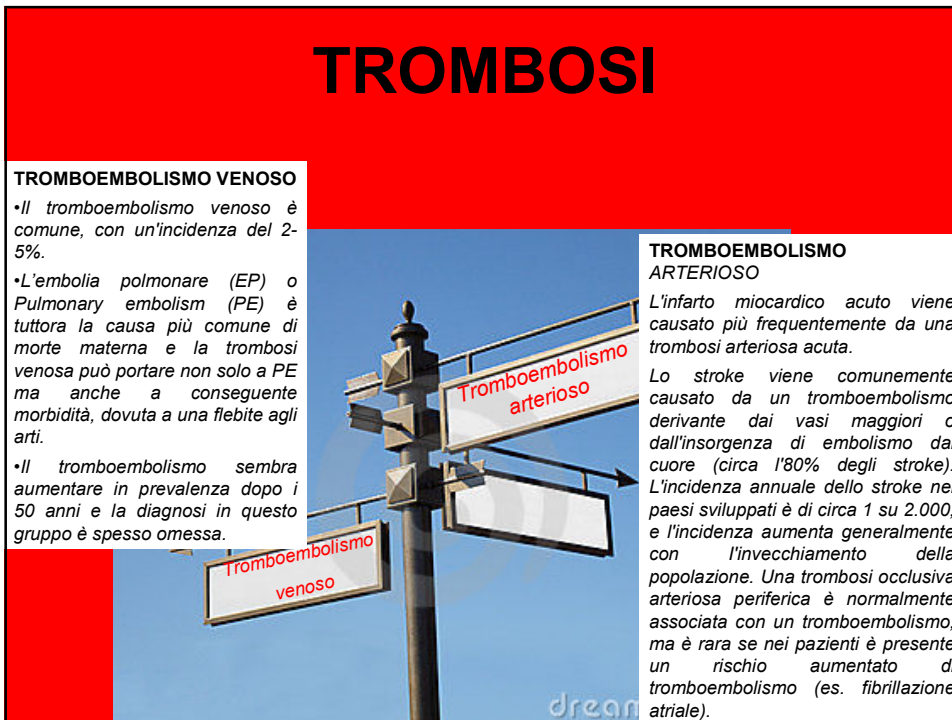 TROMBOSI
TROMBOEMBOLISMO VENOSO
•Il tromboembolismo venoso è
comune, con un'incidenza del 2-
5%.
•L'embolia polmonare (EP) o
Pulmonary embolism (PE) è
tuttora la causa più comune di
morte materna e la trombosi
venosa può portare non solo a PE
ma anche a conseguente
morbidità, dovuta a una flebite agli
arti.
•Il tromboembolismo sembra
aumentare in prevalenza dopo i
50 anni e la diagnosi in questo
gruppo è spesso omessa.
Tromboembolismo
arterioso
Tromboembolismo
venoso
TROMBOEMBOLISMO
ARTERIOSO
L'infarto miocardico acuto viene
causato più frequentemente da una
trombosi arteriosa acuta.
Lo stroke viene comunemente
causato da un tromboembolismo
derivante dai vasi maggiori o
dall'insorgenza di embolismo dal
cuore (circa l'80% degli stroke).
L'incidenza annuale dello stroke nei
paesi sviluppati è di circa 1 su 2.000,
e l'incidenza aumenta generalmente
con l'invecchiamento della
popolazione. Una trombosi occlusiva
arteriosa periferica è normalmente
associata con un tromboembolismo,
ma è rara se nei pazienti è presente
un rischio aumentato di
tromboembolismo (es. fibrillazione
atriale).
dream